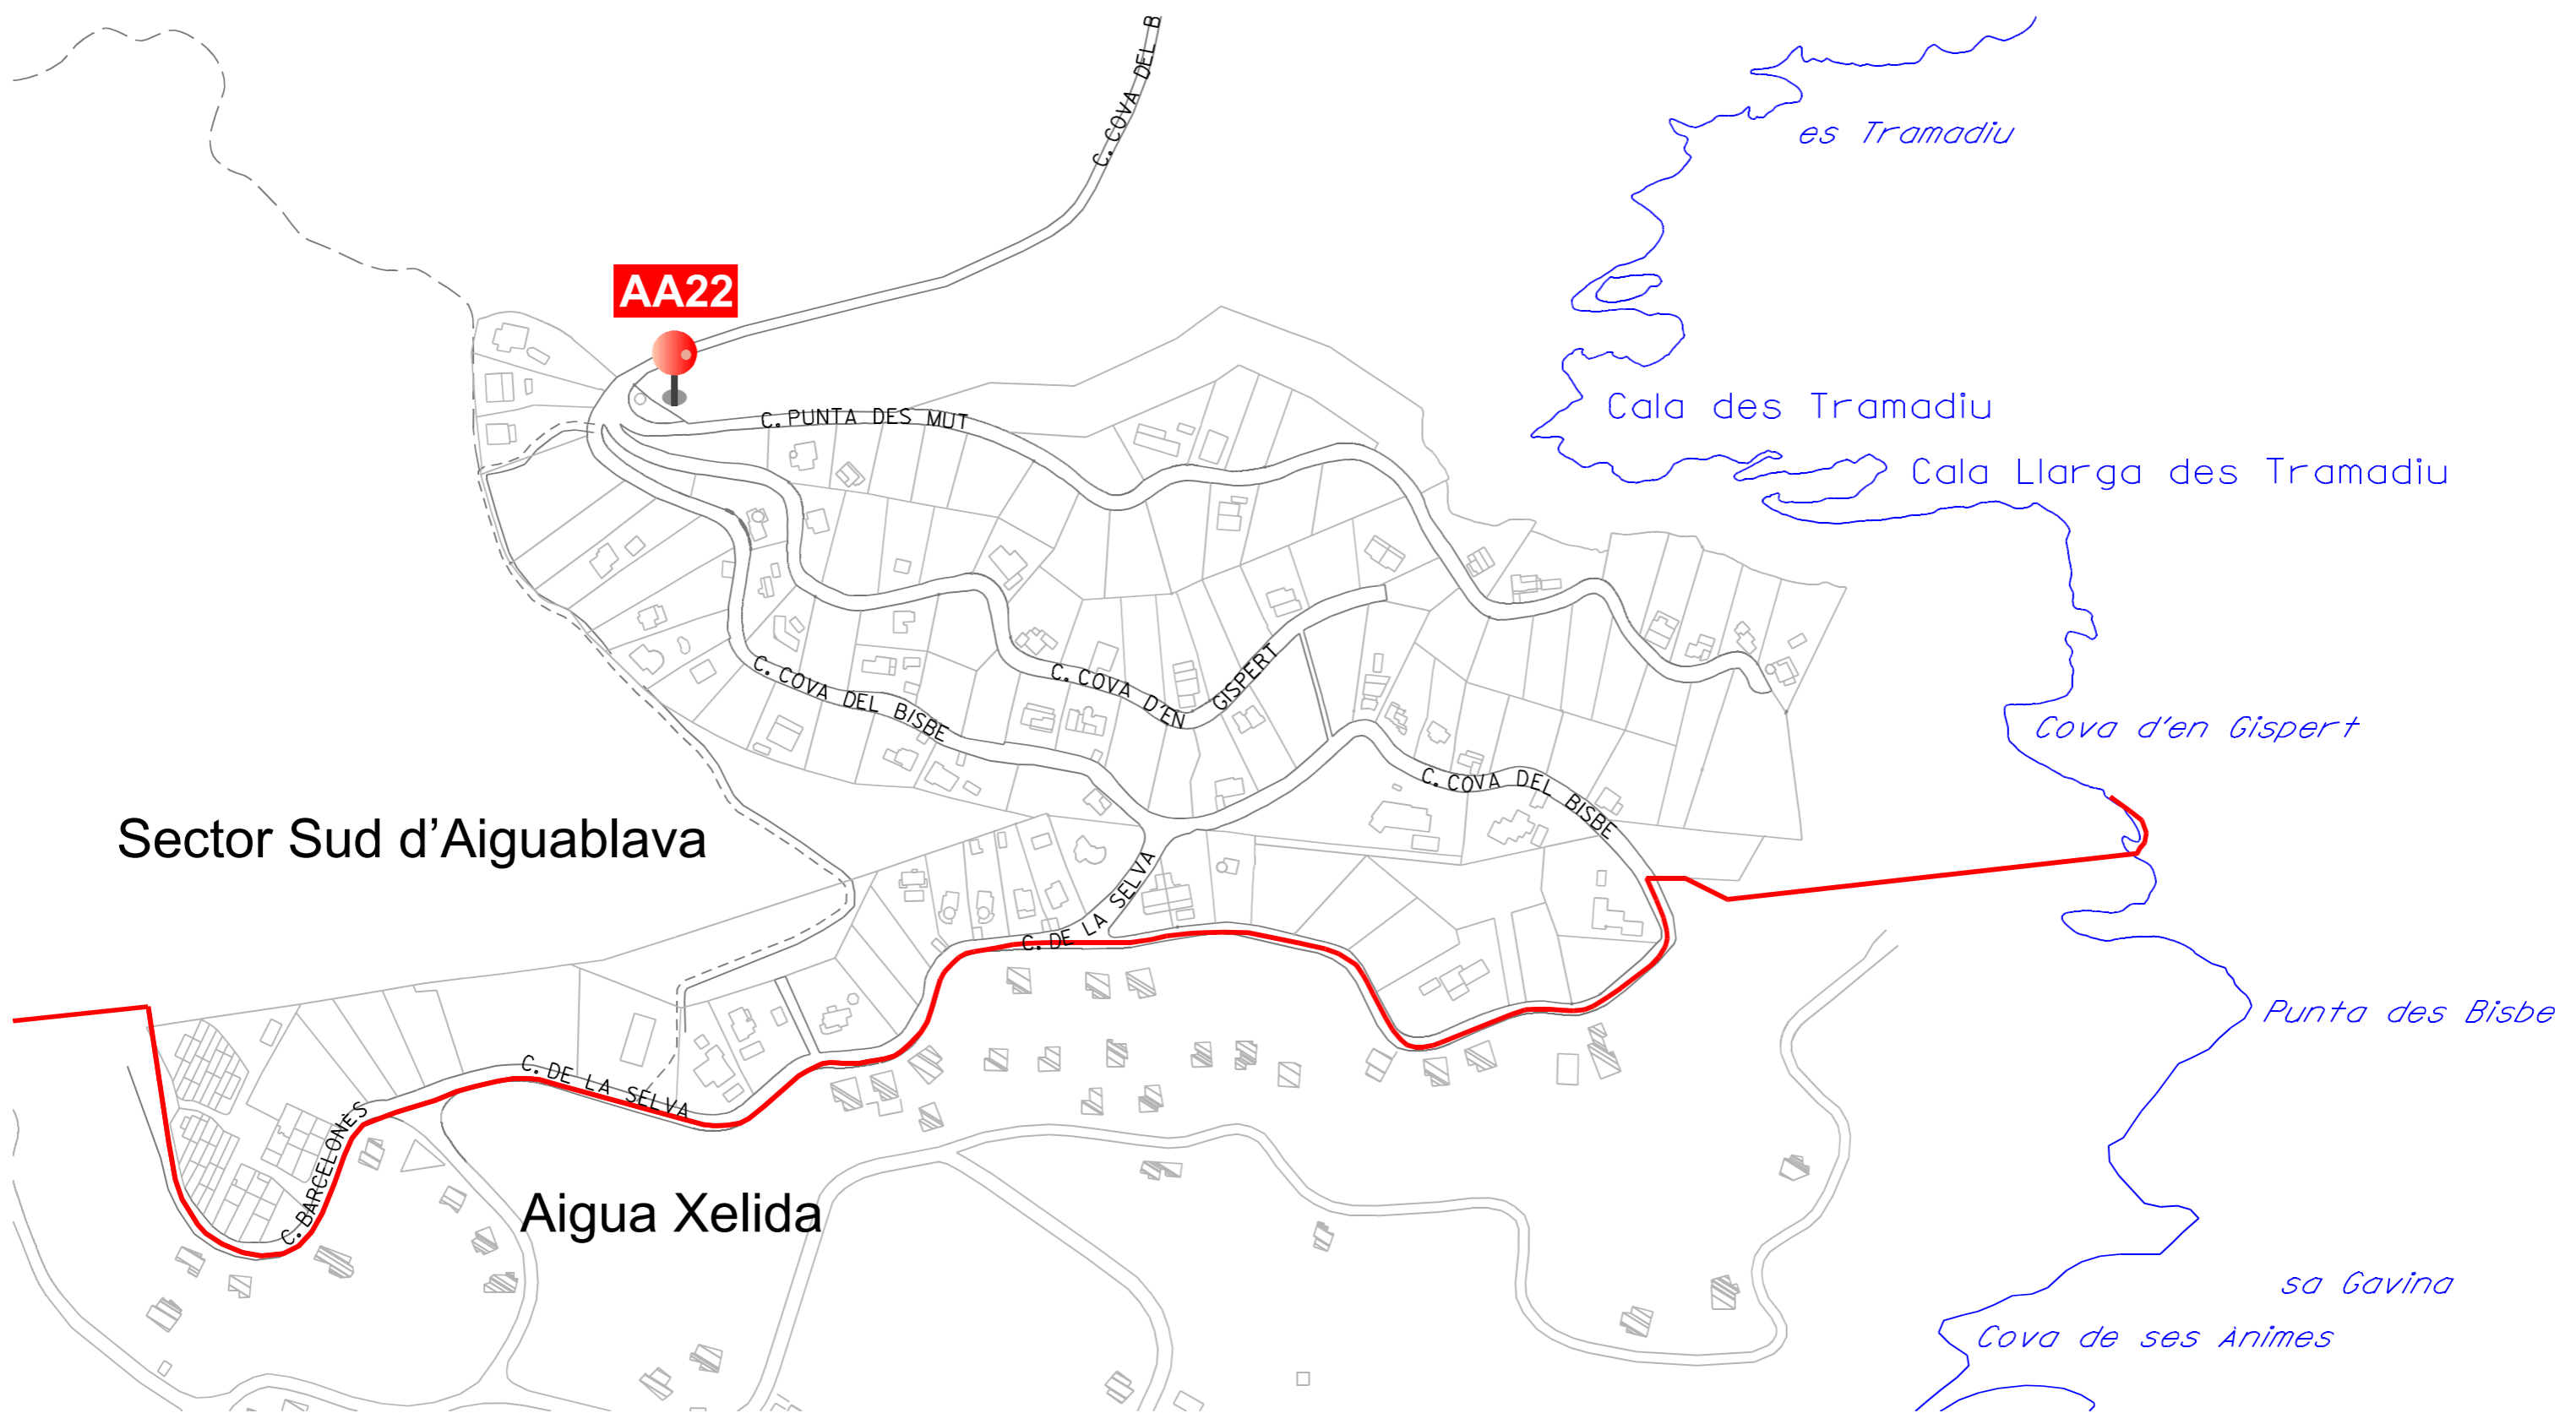 C. COVA DEL B
es Tramadiu
AA22
C. PUNTA DES MUT
Cala des Tramadiu
Cala Llarga des Tramadiu
C. COVA DEL BISBE
C. COVA D'EN GISPERT
Cova d'en Gispert
C. COVA DEL BISBE
Sector Sud d'Aiguablava
C. DE LA SELVA
Punta des Bisbe
C. DE LA SELVA
C. BARCELONÈS
Aigua Xelida
sa Gavina
Cova de ses Ànimes